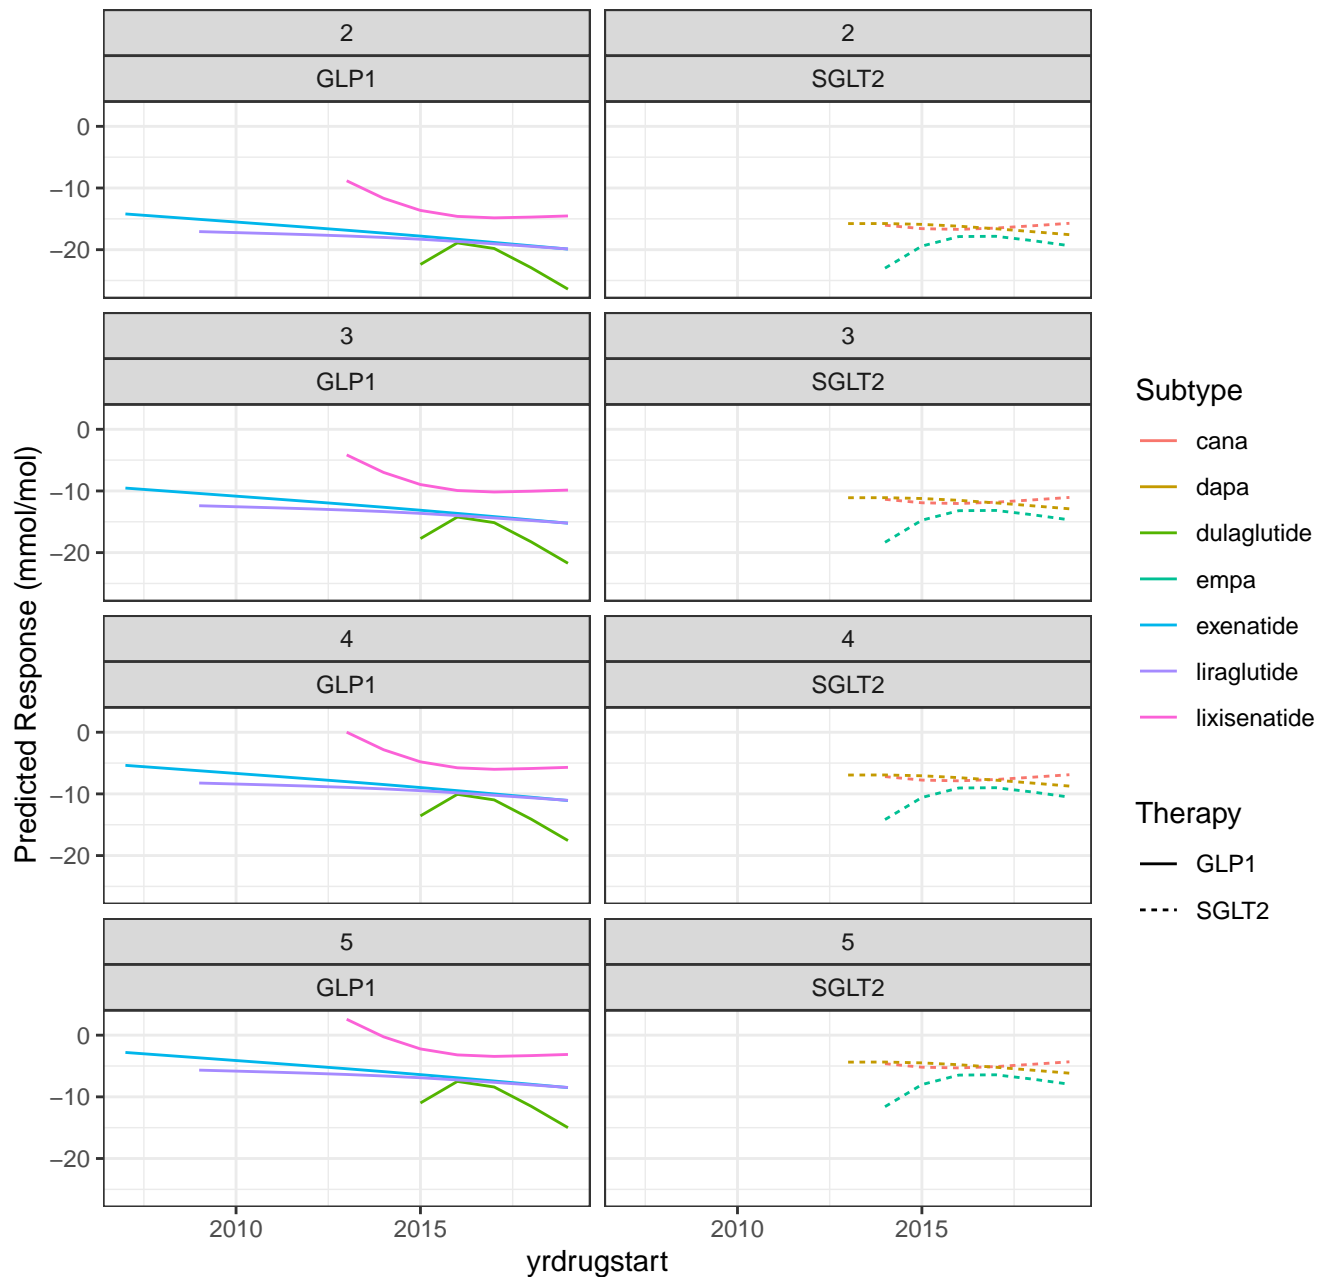 2
2
GLP1
SGLT2
0
−10
−20
3
3
GLP1
SGLT2
0
−10
−20
4
4
GLP1
SGLT2
0
−10
−20
5
5
GLP1
SGLT2
0
−10
−20
2010
2015
2010
2015
yrdrugstart
Predicted Response (mmol/mol)
Subtype
cana
dapa
dulaglutide
empa
exenatide
liraglutide
lixisenatide
Therapy
GLP1
SGLT2